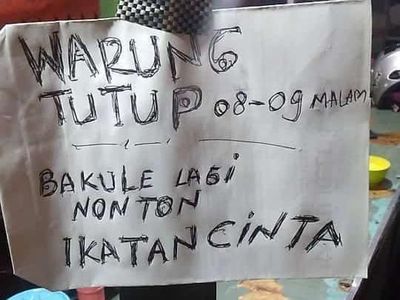 WARUNG
TUTUP 08-09 MALAM
BAKULE LAGI
NONTON
IKATAN CINTA